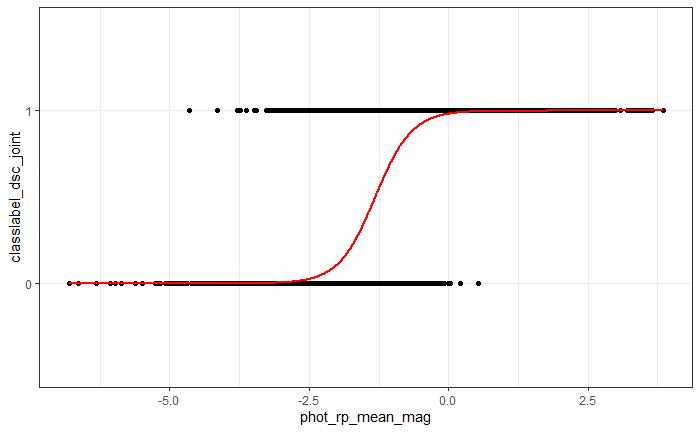 classlabel_dsc_joint
1
0
-5.0 -2.5 0.0 2.5
phot_rp_mean_mag